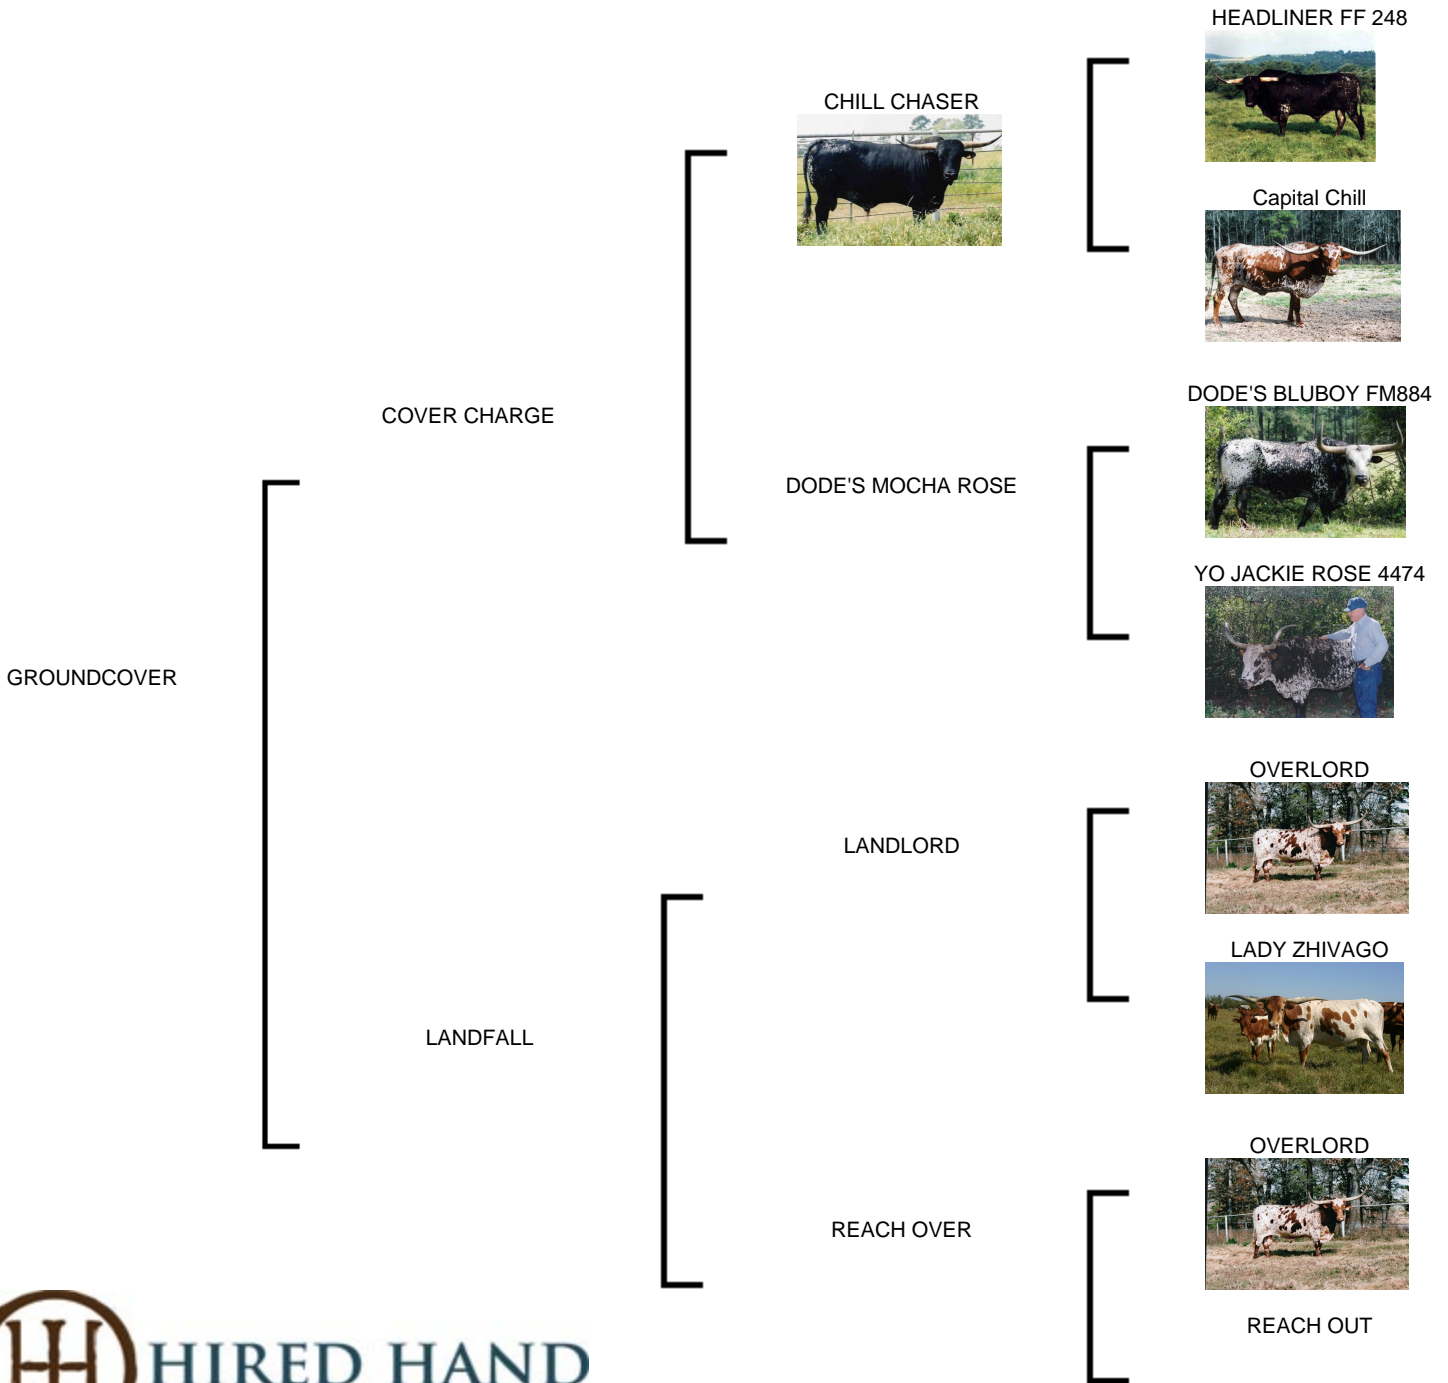 HEADLINER FF 248
CHILL CHASER
Capital Chill
DODE'S BLUBOY FM884
COVER CHARGE
DODE'S MOCHA ROSE
YO JACKIE ROSE 4474
GROUNDCOVER
OVERLORD
LANDLORD
LADY ZHIVAGO
LANDFALL
OVERLORD
REACH OVER
REACH OUT
HIRED HAND